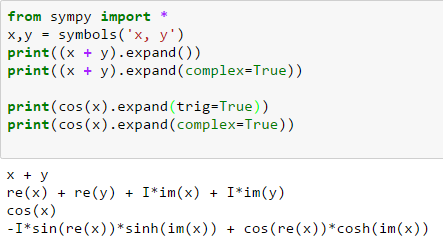 from sympy import *
x,y = symbols('x, y')
print((x + y).expand())
print((x + y).expand(complex=True))
print(cos(x).expand(trig=True))
print(cos(x).expand(complex=True))
x + y
re(x) + re(y) + I*im(x) + I*im(y)
cos(x)
-I*sin(re(x))*sinh(im(x)) + cos(re(x))*cosh(im(x))